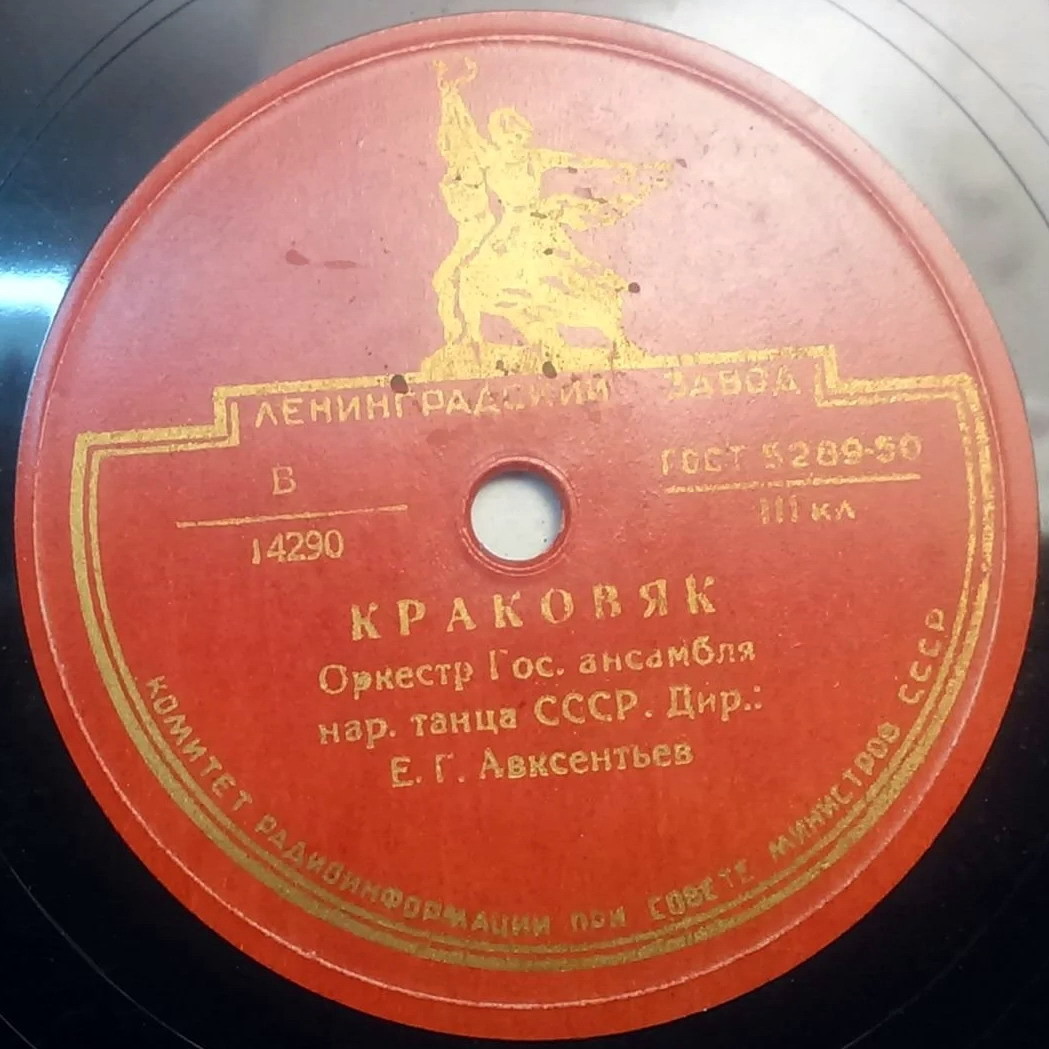 ЛЕНИНГРАДСКИЙ ЗАВОД
В
14290
ГОСТ 5289-50
III кл
КРАКОВЯК
Оркестр Гос. ансамбля
нар. танца СССР. Дир.:
Е. Г. Авксентьев
КОМИТЕТ РАДИОИНФОРМАЦИИ при СОВЕТЕ МИНИСТРОВ СССР